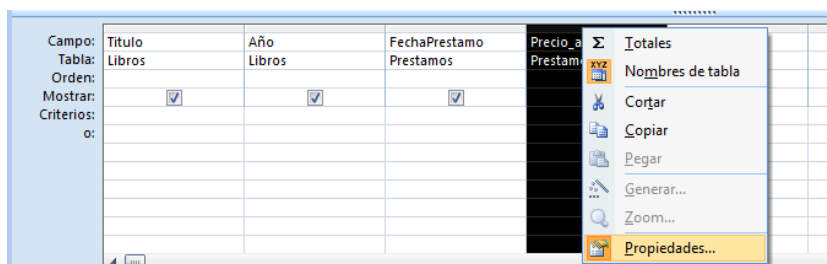 Campo: Titulo Año FechaPrestamo Precio_a
Tabla: Libros Libros Prestamos Prestam
Orden:
Mostrar:
Criterios:
o:
Σ Totales
XYZ Nombres de tabla
Cortar
Copiar
Pegar
Generar...
Zoom...
Propiedades...